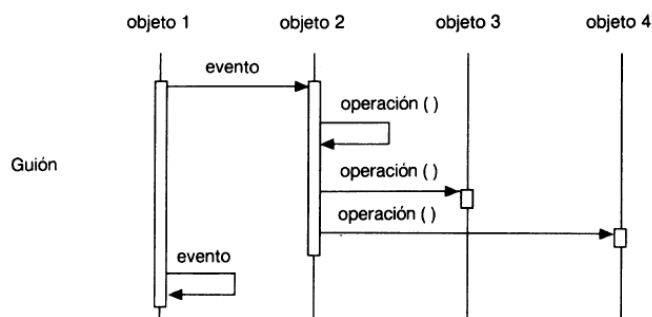 objeto 1
objeto 2
objeto 3
objeto 4
evento
operación ( )
Guión
operación ( )
operación ( )
evento